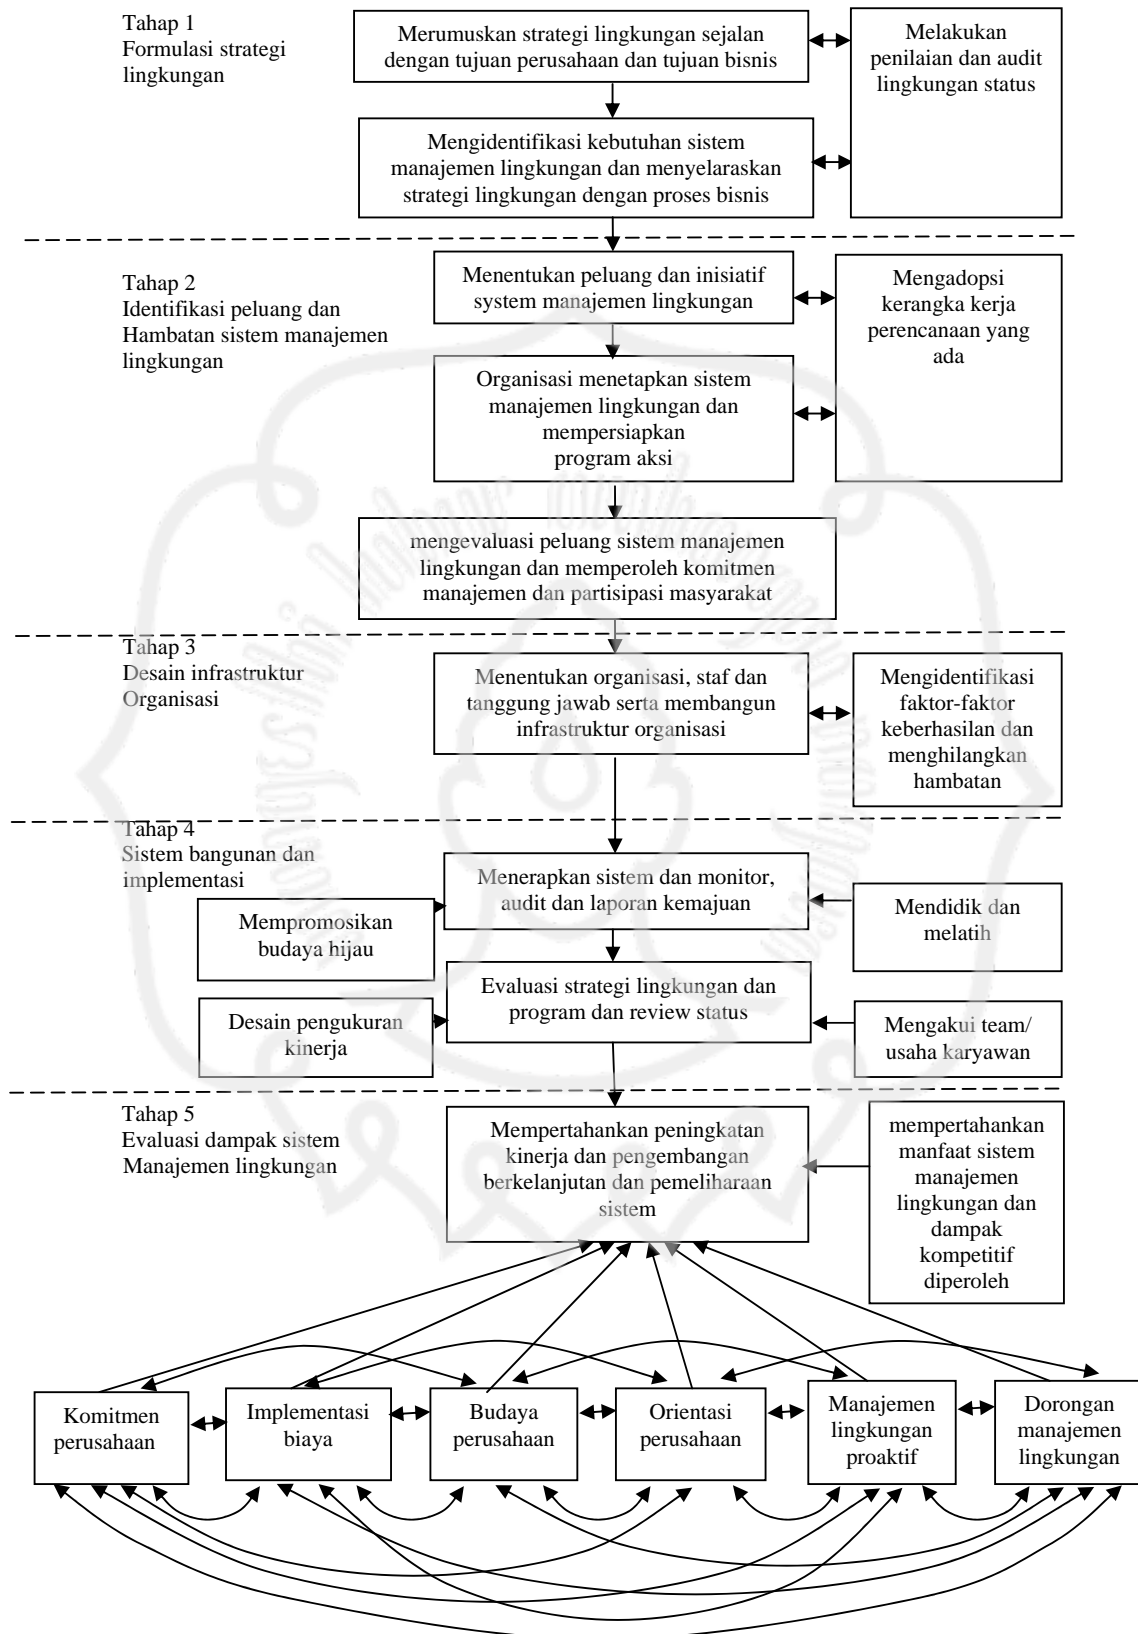 Tahap 1
Formulasi strategi
lingkungan
Merumuskan strategi lingkungan sejalan
dengan tujuan perusahaan dan tujuan bisnis
Melakukan
penilaian dan audit
lingkungan status
Mengidentifikasi kebutuhan sistem
manajemen lingkungan dan menyelaraskan
strategi lingkungan dengan proses bisnis
Tahap 2
Identifikasi peluang dan
Hambatan sistem manajemen
lingkungan
Menentukan peluang dan inisiatif
system manajemen lingkungan
Mengadopsi
kerangka kerja
perencanaan yang
ada
Organisasi menetapkan sistem
manajemen lingkungan dan
mempersiapkan
program aksi
mengevaluasi peluang sistem manajemen
lingkungan dan memperoleh komitmen
manajemen dan partisipasi masyarakat
Tahap 3
Desain infrastruktur
Organisasi
Menentukan organisasi, staf dan
tanggung jawab serta membangun
infrastruktur organisasi
Mengidentifikasi
faktor-faktor
keberhasilan dan
menghilangkan
hambatan
Tahap 4
Sistem bangunan dan
implementasi
Menerapkan sistem dan monitor,
audit dan laporan kemajuan
Mempromosikan
budaya hijau
Mendidik dan
melatih
Evaluasi strategi lingkungan dan
program dan review status
Desain pengukuran
kinerja
Mengakui team/
usaha karyawan
Tahap 5
Evaluasi dampak sistem
Manajemen lingkungan
Mempertahankan peningkatan
kinerja dan pengembangan
berkelanjutan dan pemeliharaan
sistem
mempertahankan
manfaat sistem
manajemen
lingkungan dan
dampak
kompetitif
diperoleh
Komitmen
perusahaan
Implementasi
biaya
Budaya
perusahaan
Orientasi
perusahaan
Manajemen
lingkungan
proaktif
Dorongan
manajemen
lingkungan